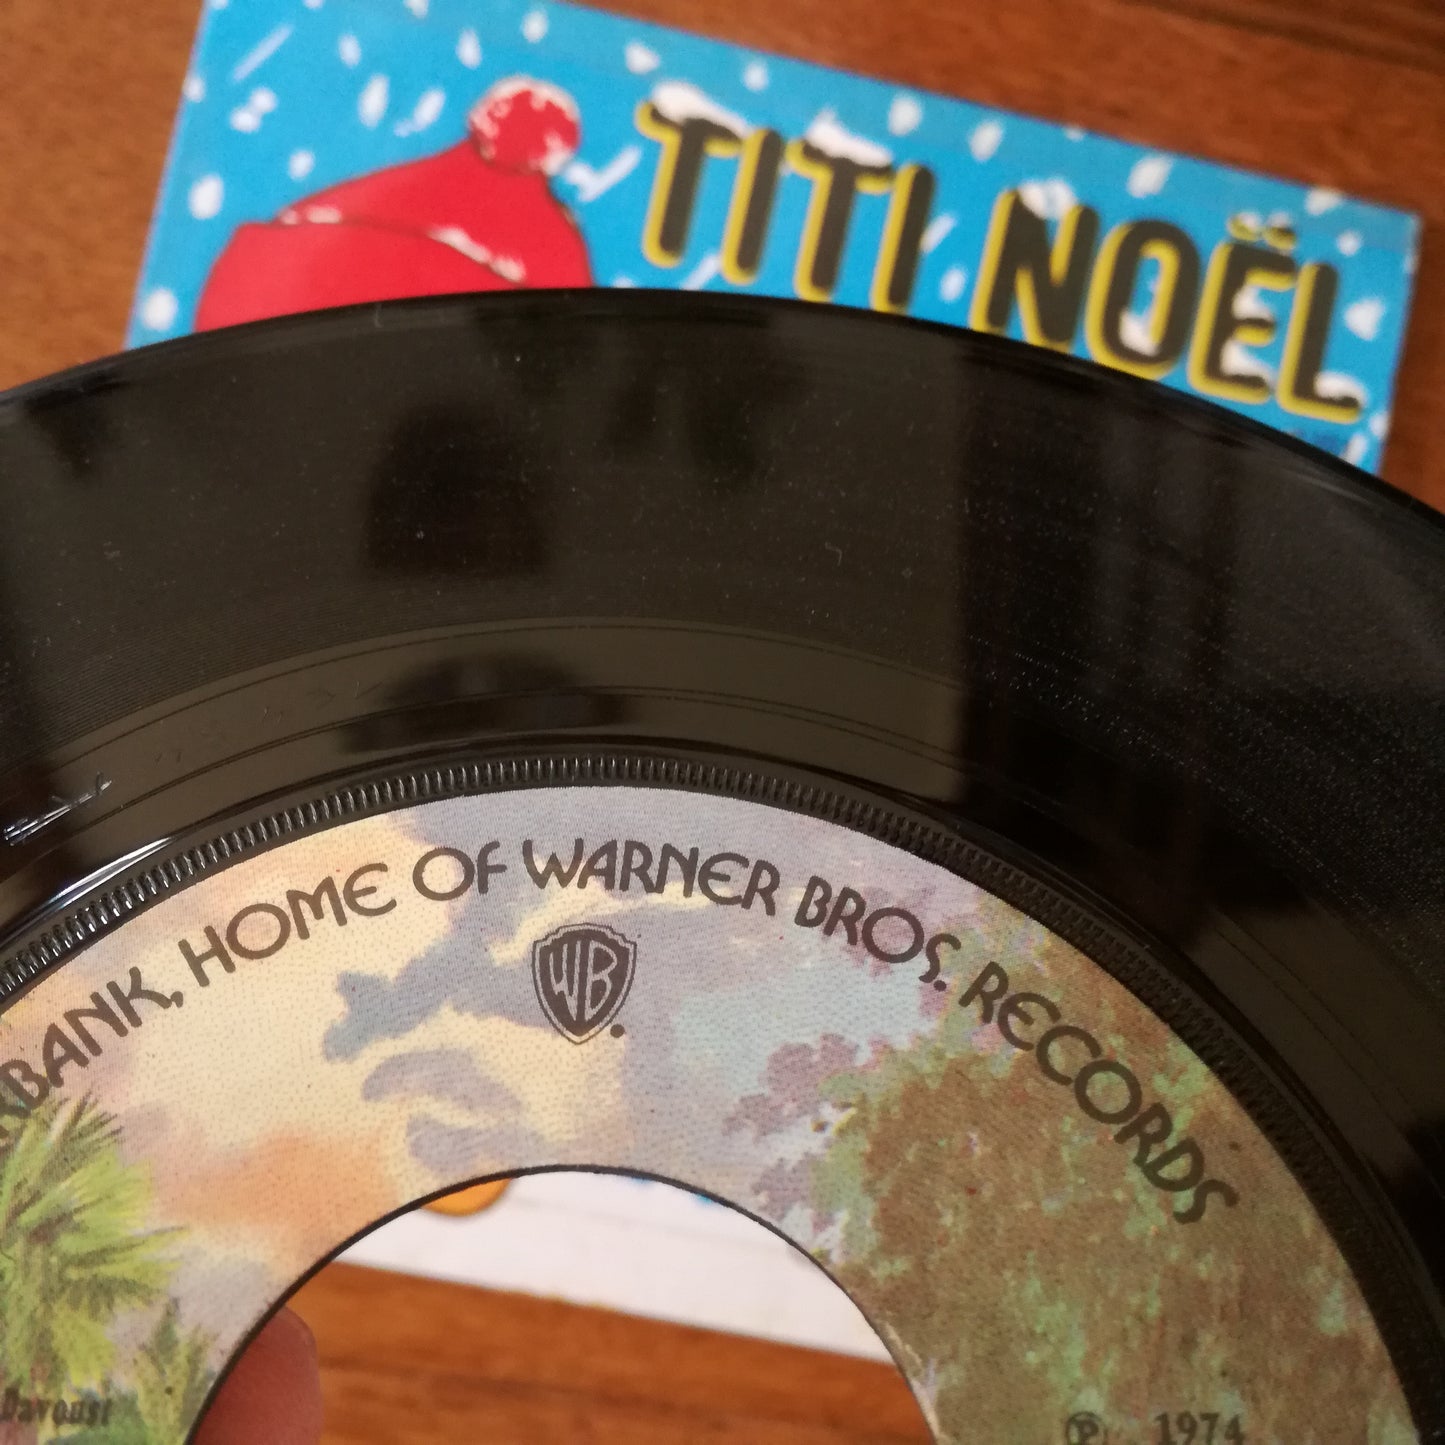 TITI NOËL
BANK, HOME OF WARNER BROS. RECORDS
WB
Davoust
℗ 1974